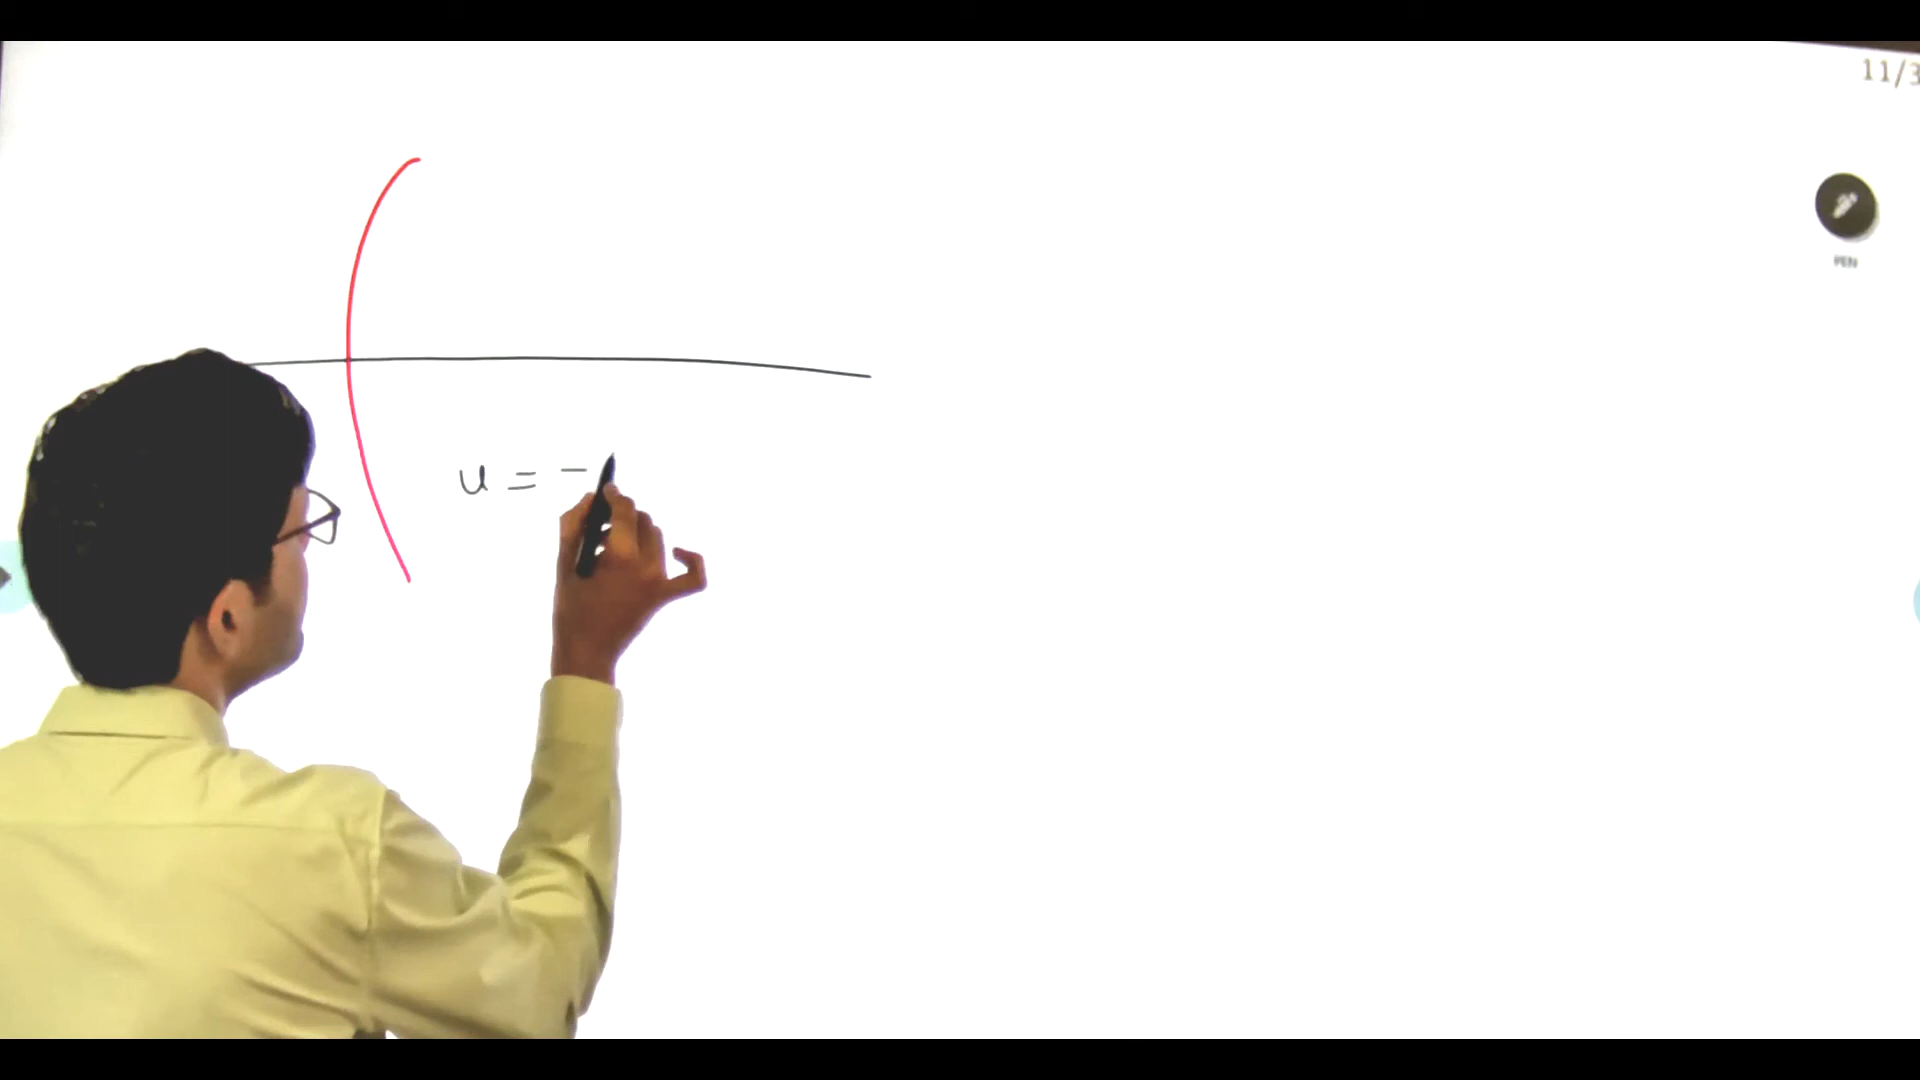 11/3
PEN
u = -